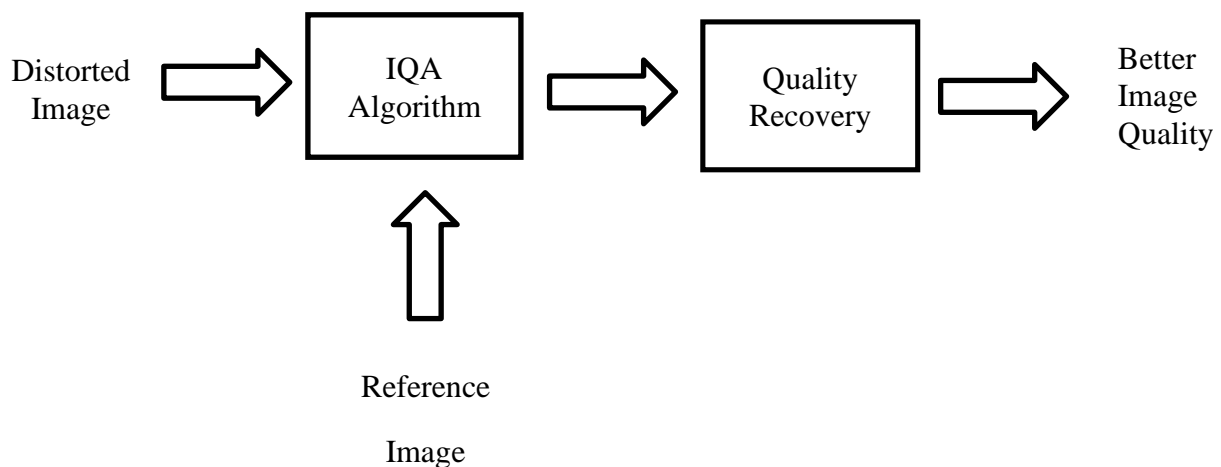 Distorted
Image
IQA
Algorithm
Quality
Recovery
Better
Image
Quality
Reference
Image